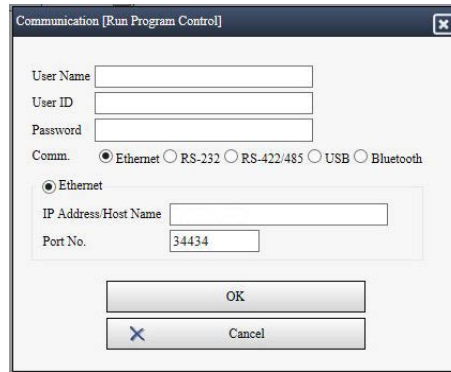 Communication [Run Program Control]
User Name
User ID
Password
Comm. Ethernet RS-232 RS-422/485 USB Bluetooth
Ethernet
IP Address/Host Name
Port No. 34434
OK
Cancel